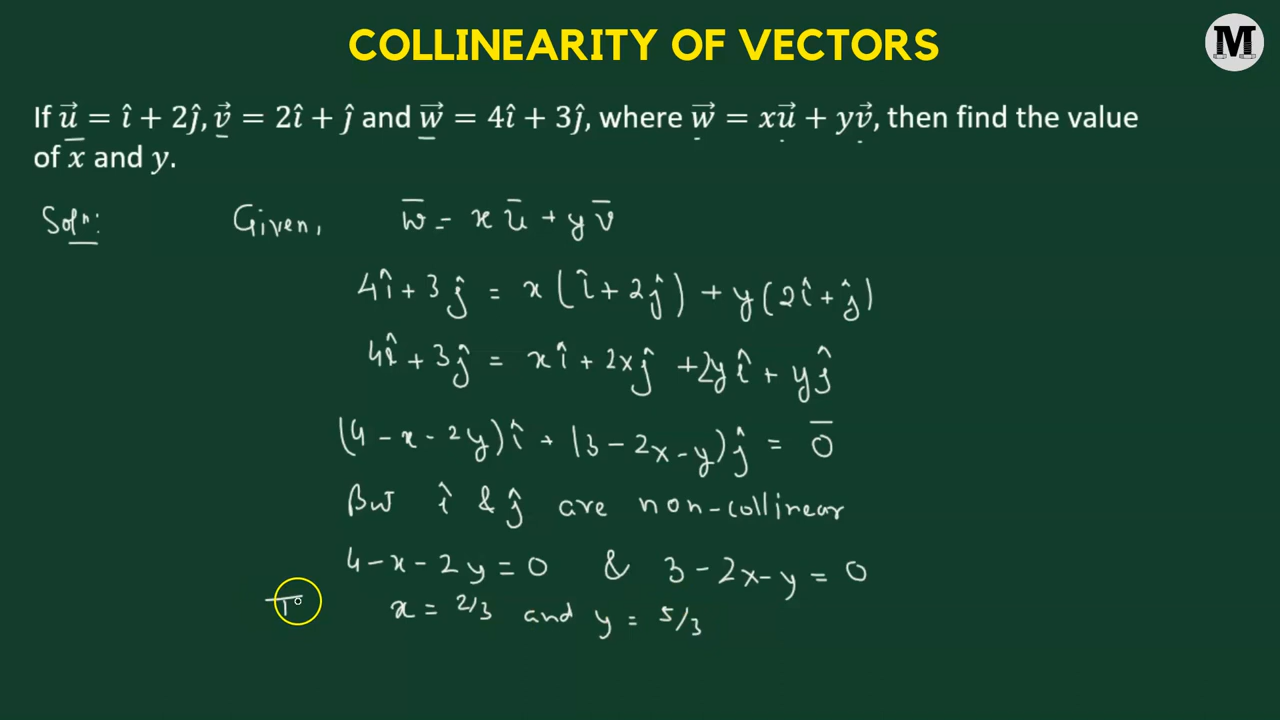 COLLINEARITY OF VECTORS
M
If u⃗ = î + 2ĵ, v⃗ = 2î + ĵ and w⃗ = 4î + 3ĵ, where w⃗ = xu⃗ + yv⃗, then find the value
of x and y.
Solⁿ: Given, w̄ = x ū + y v̄
4î + 3ĵ = x (î + 2ĵ) + y (2î + ĵ)
4î + 3ĵ = xî + 2xĵ + 2yî + yĵ
(4 - x - 2y)î + (3 - 2x - y)ĵ = 0̄
But î & ĵ are non-collinear
4 - x - 2y = 0 & 3 - 2x - y = 0
x = 2/3 and y = 5/3